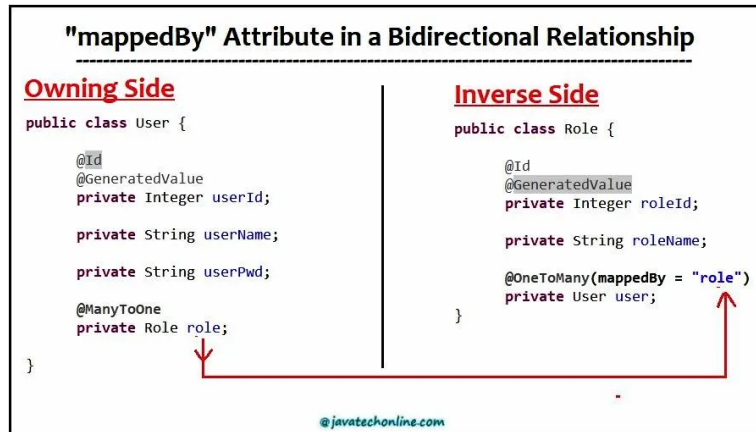 "mappedBy" Attribute in a Bidirectional Relationship
Owning Side
public class User {
@Id
@GeneratedValue
private Integer userId;
private String userName;
private String userPwd;
@ManyToOne
private Role role;
}
Inverse Side
public class Role {
@Id
@GeneratedValue
private Integer roleId;
private String roleName;
@OneToMany(mappedBy = "role")
private User user;
}
@javatechonline.com